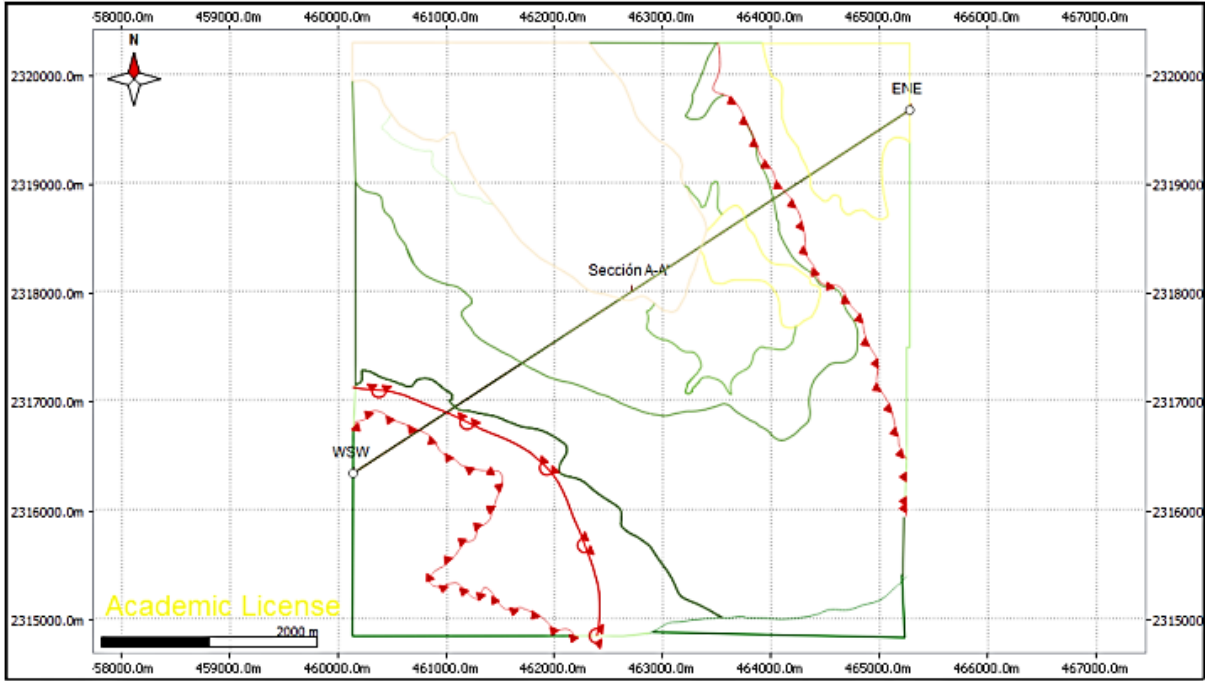 458000.0m 459000.0m 460000.0m 461000.0m 462000.0m 463000.0m 464000.0m 465000.0m 466000.0m 467000.0m
N
2320000.0m 2320000
ENE
2319000.0m 2319000
Sección A-A'
2318000.0m 2318000
2317000.0m 2317000
WSW
2316000.0m 2316000
Academic License
2315000.0m 2315000
2000 m
458000.0m 459000.0m 460000.0m 461000.0m 462000.0m 463000.0m 464000.0m 465000.0m 466000.0m 467000.0m